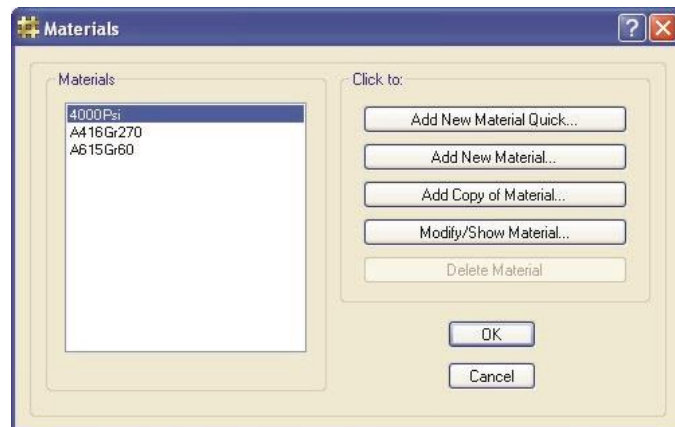 Materials
Materials
4000Psi
A416Gr270
A615Gr60
Click to:
Add New Material Quick...
Add New Material...
Add Copy of Material...
Modify/Show Material...
Delete Material
OK
Cancel